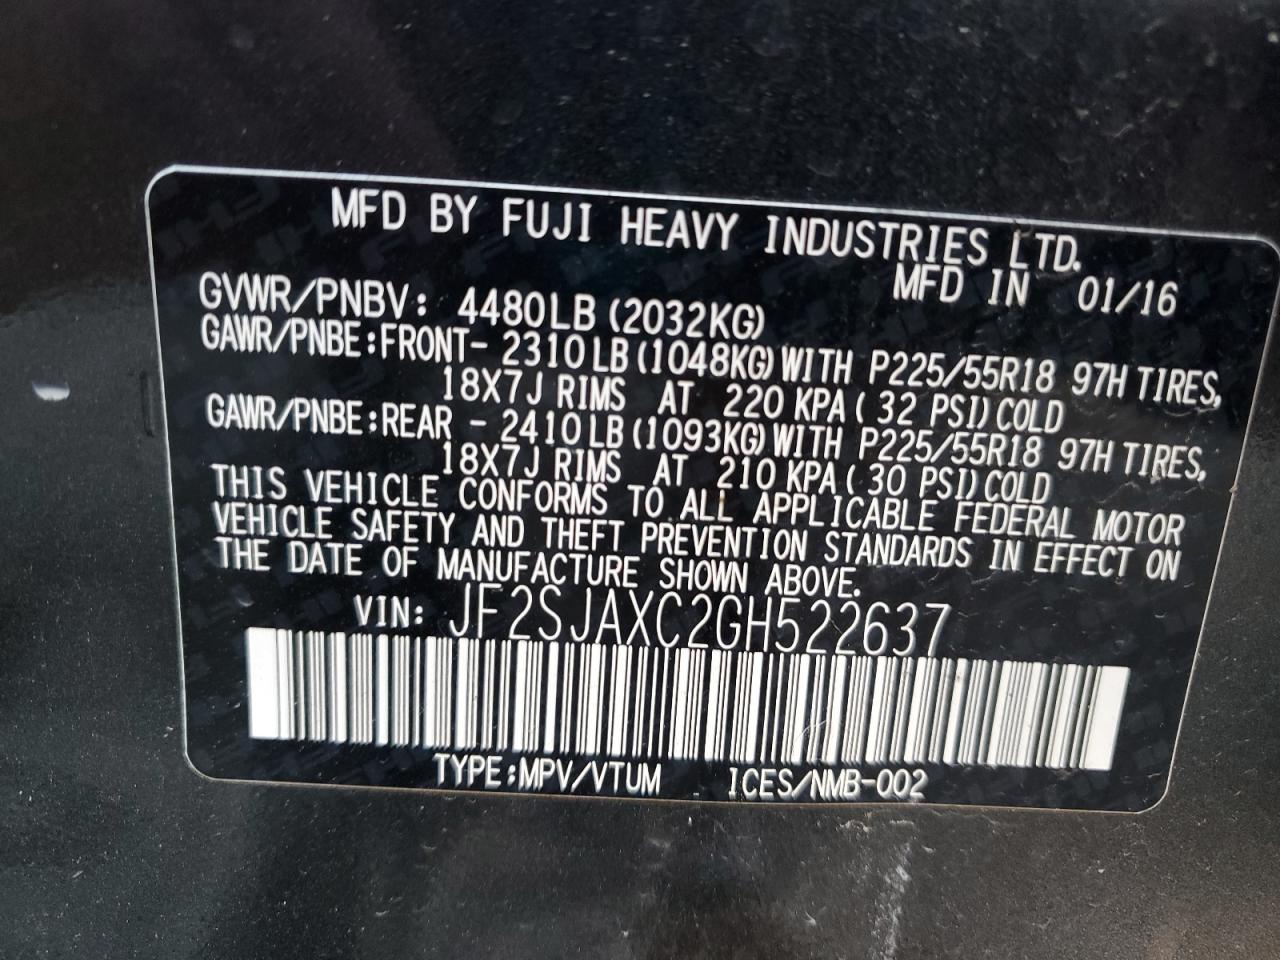 MFD BY FUJI HEAVY INDUSTRIES LTD.
MFD IN 01/16
GVWR/PNBV: 4480LB (2032KG)
GAWR/PNBE:FRONT- 2310LB(1048KG)WITH P225/55R18 97H TIRES,
18X7J RIMS AT 220 KPA( 32 PSI)COLD
GAWR/PNBE:REAR - 2410LB(1093KG)WITH P225/55R18 97H TIRES,
18X7J RIMS AT 210 KPA( 30 PSI)COLD
THIS VEHICLE CONFORMS TO ALL APPLICABLE FEDERAL MOTOR
VEHICLE SAFETY AND THEFT PREVENTION STANDARDS IN EFFECT ON
THE DATE OF MANUFACTURE SHOWN ABOVE.
VIN: JF2SJAXC2GH522637
TYPE:MPV/VTUM ICES/NMB-002